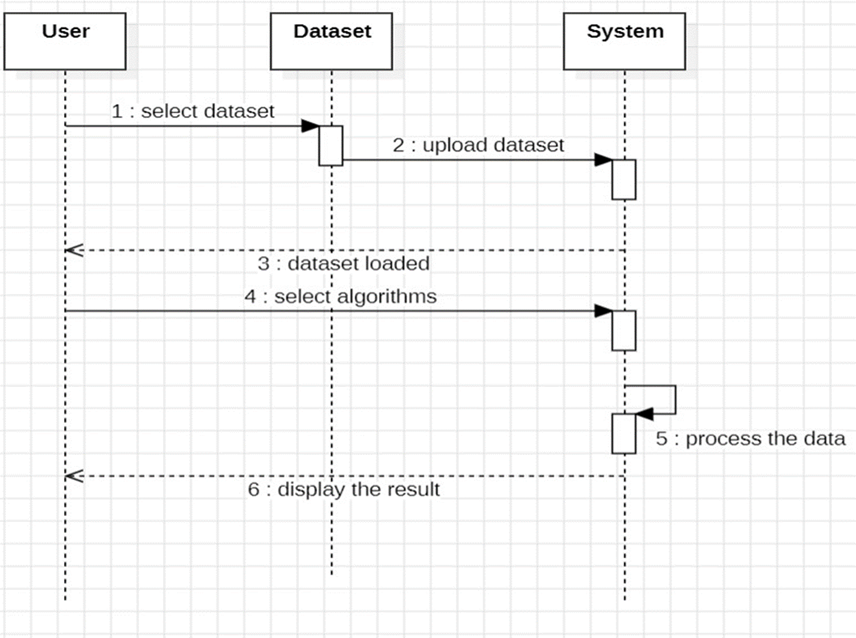 User
Dataset
System
1 : select dataset
2 : upload dataset
3 : dataset loaded
4 : select algorithms
5 : process the data
6 : display the result